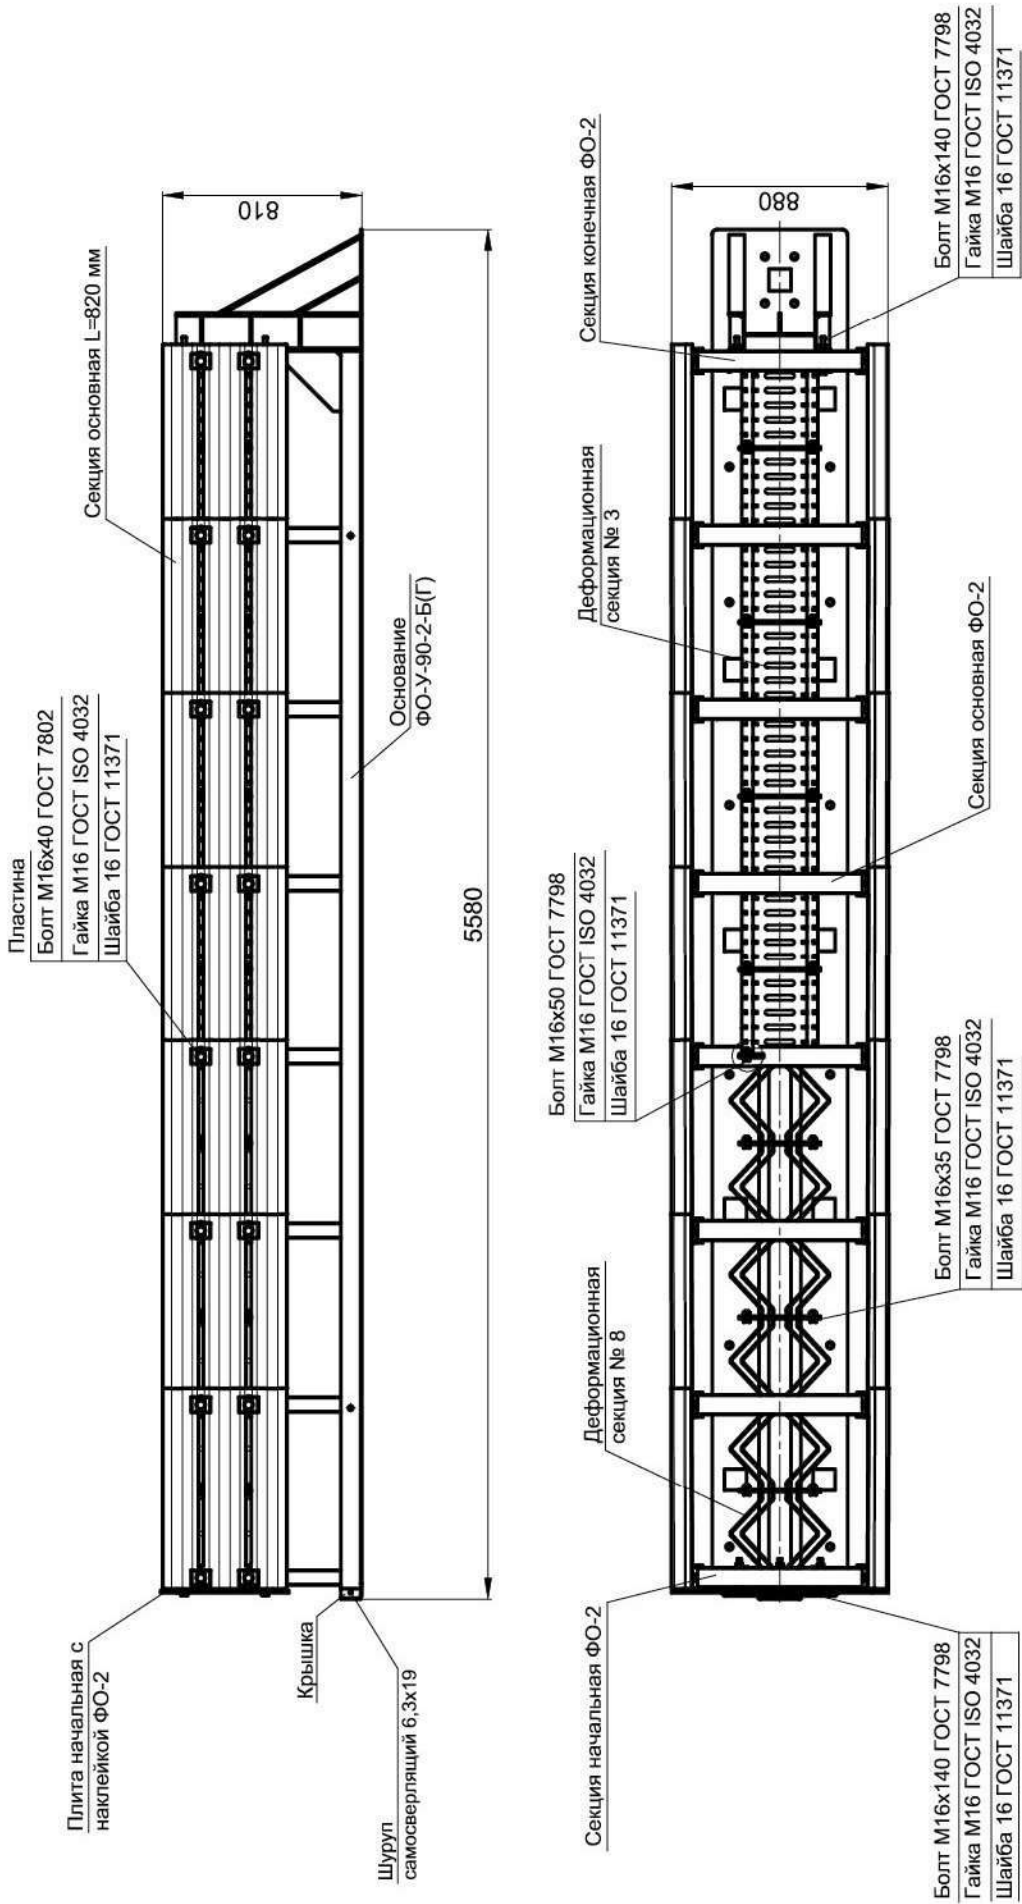 Пластина
Болт М16х40 ГОСТ 7802
Гайка М16 ГОСТ ISO 4032
Шайба 16 ГОСТ 11371
Секция основная L=820 мм
Плита начальная с
наклейкой ФО-2
810
Крышка
Шуруп
самосверлящий 6,3х19
Основание
ФО-У-90-2-Б(Г)
5580
Болт М16х50 ГОСТ 7798
Гайка М16 ГОСТ ISO 4032
Шайба 16 ГОСТ 11371
Деформационная
секция № 3
Секция конечная ФО-2
Деформационная
секция № 8
Секция начальная ФО-2
880
Секция основная ФО-2
Болт М16х140 ГОСТ 7798
Гайка М16 ГОСТ ISO 4032
Шайба 16 ГОСТ 11371
Болт М16х35 ГОСТ 7798
Гайка М16 ГОСТ ISO 4032
Шайба 16 ГОСТ 11371
Болт М16х140 ГОСТ 7798
Гайка М16 ГОСТ ISO 4032
Шайба 16 ГОСТ 11371